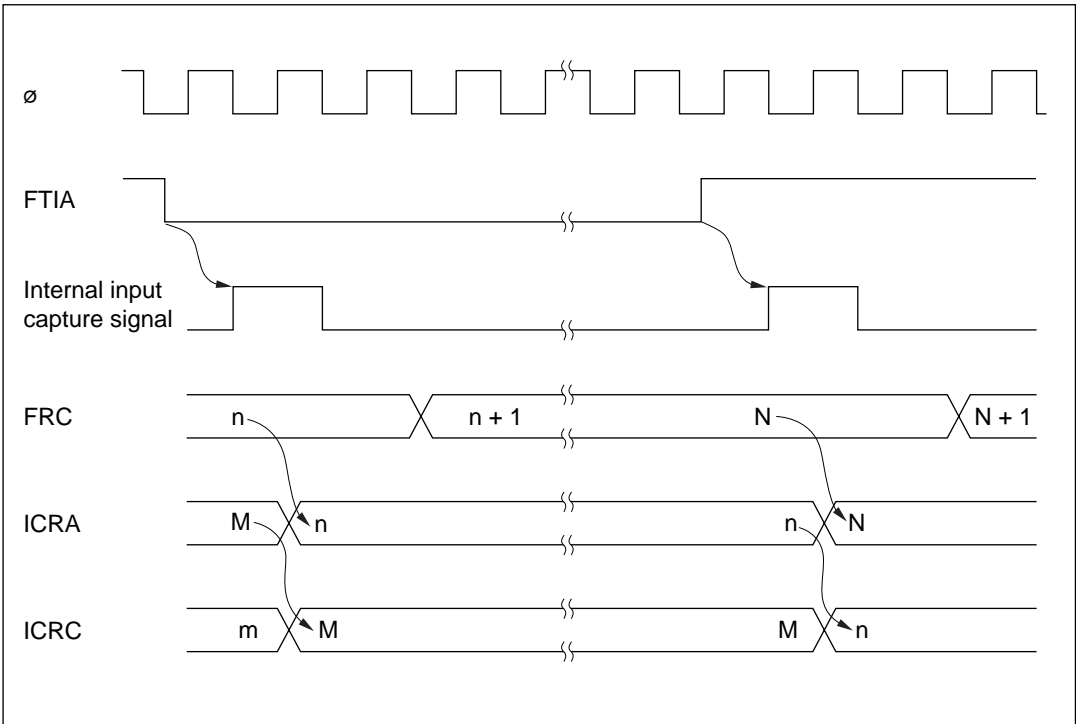 ø
FTIA
Internal input
capture signal
FRC
n
n + 1
N
N + 1
ICRA
M
n
n
N
ICRC
m
M
M
n